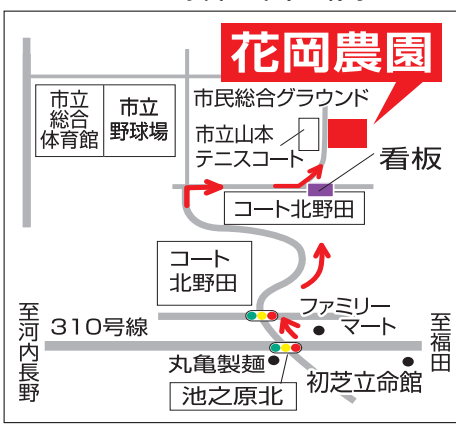 花岡農園
市民総合グラウンド
市立
総合
体育館
市立
野球場
市立山本
テニスコート
看板
コート北野田
コート
北野田
ファミリー
マート
至河内長野
310号線
至福田
丸亀製麺
初芝立命館
池之原北